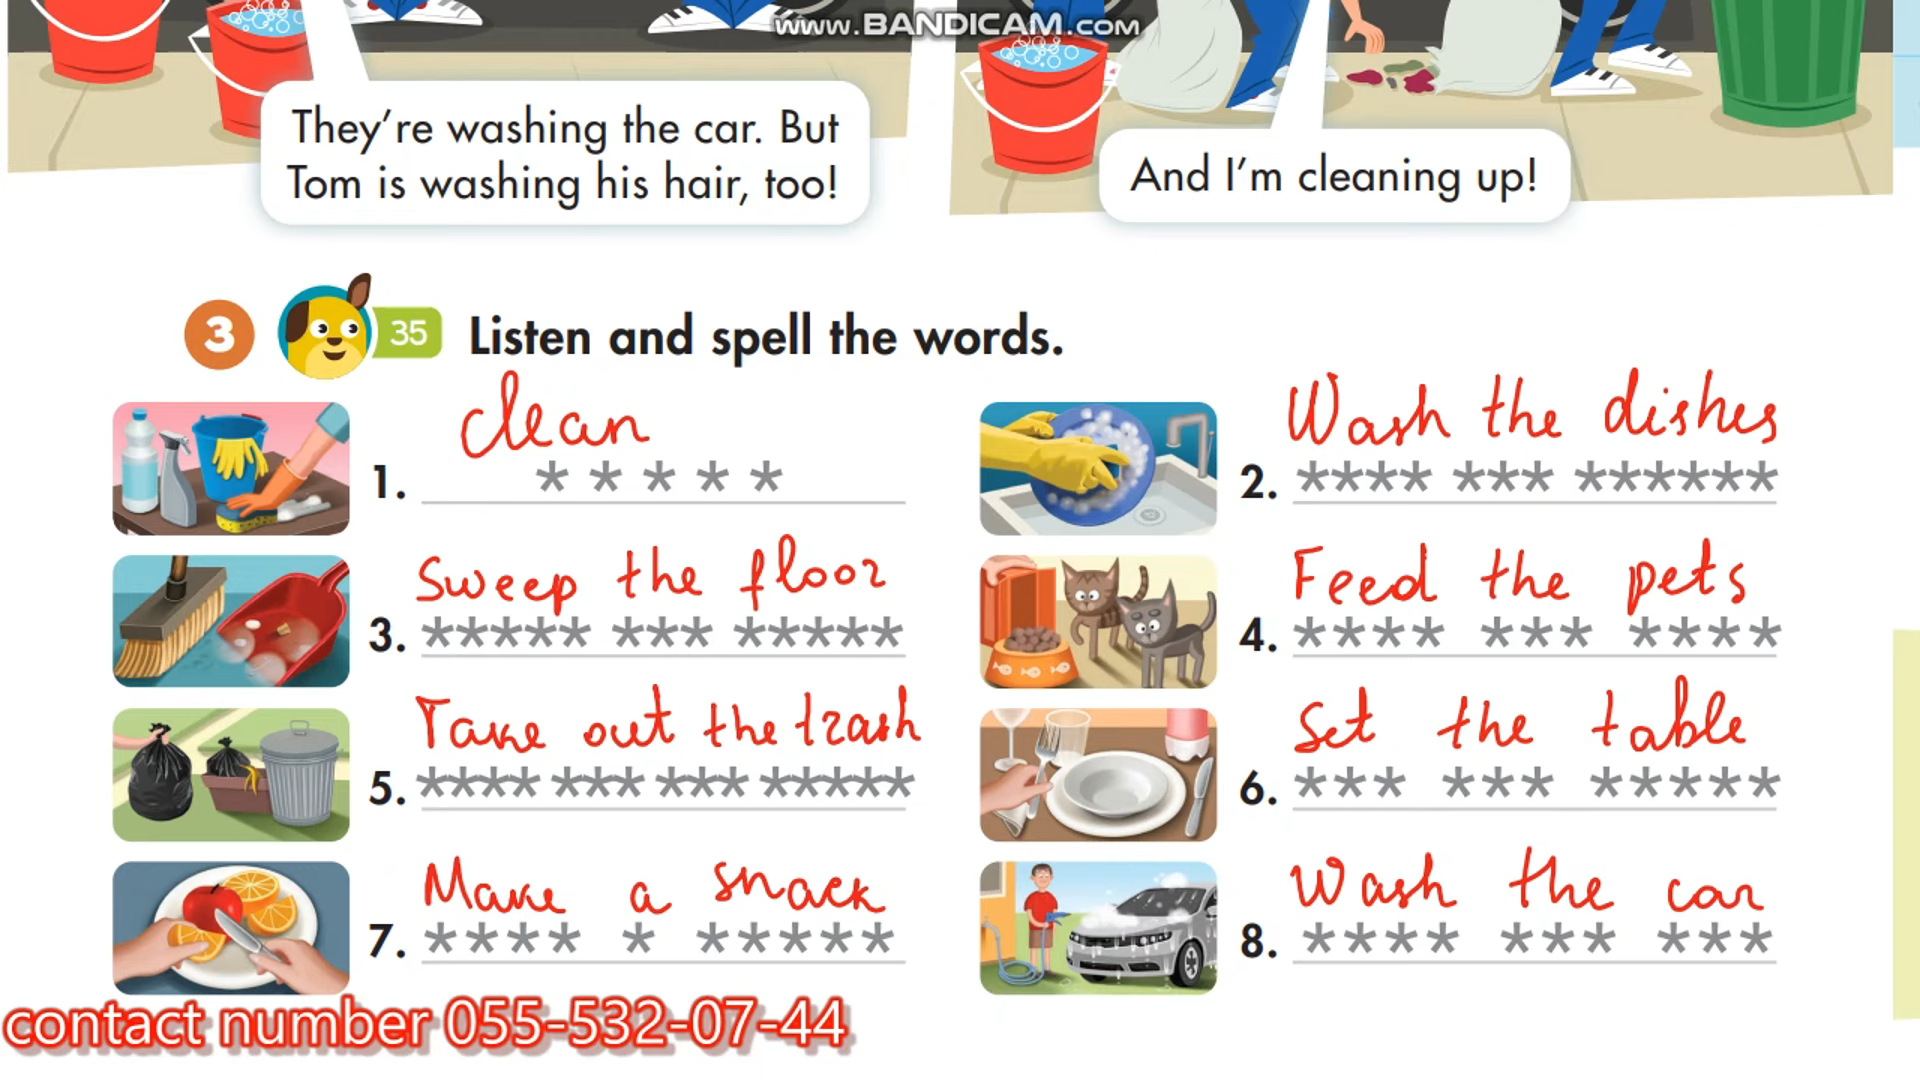 www.BANDICAM.com
They're washing the car. But
Tom is washing his hair, too!
And I'm cleaning up!
3 35 Listen and spell the words.
clean
1. * * * * *
Wash the dishes
2. **** *** ******
Sweep the floor
3. ***** *** *****
Feed the pets
4. **** *** ****
Take out the trash
5. **** *** *** *****
Set the table
6. *** *** *****
Make a snack
7. **** * *****
Wash the car
8. **** *** ***
contact number 055-532-07-44